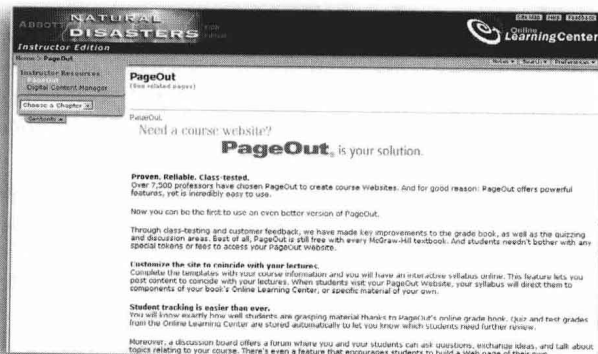 ABBOTT
NATURAL
DISASTERS
Instructor Edition
Site Map Help Feedback
Online
LearningCenter
Home > PageOut
Instructor Resources
PageOut
Digital Content Manager
Choose a Chapter
Contents
PageOut
(See related pages)
PageOut
Need a course website?
PageOut® is your solution.
Proven. Reliable. Class-tested.
Over 7,500 professors have chosen PageOut to create course Websites. And for good reason: PageOut offers powerful
features, yet is incredibly easy to use.
Now you can be the first to use an even better version of PageOut.
Through class-testing and customer feedback, we have made key improvements to the grade book, as well as the quizzing
and discussion areas. Best of all, PageOut is still free with every McGraw-Hill textbook. And students needn't bother with any
special tokens or fees to access your PageOut Website.
Customize the site to coincide with your lectures.
Complete the templates with your course information and you will have an interactive syllabus online. This feature lets you
post content to coincide with your lectures. When students visit your PageOut Website, your syllabus will direct them to
components of your book's Online Learning Center, or specific material of your own.
Student tracking is easier than ever.
You will know exactly how well students are grasping material thanks to PageOut's online grade book. Quiz and test grades
from the Online Learning Center are stored automatically to let you know which students need further review.
Moreover, a discussion board offers a forum where you and your students can ask questions, exchange ideas, and talk about
topics relating to your course. There's even a feature that encourages students to build a Web page of their own